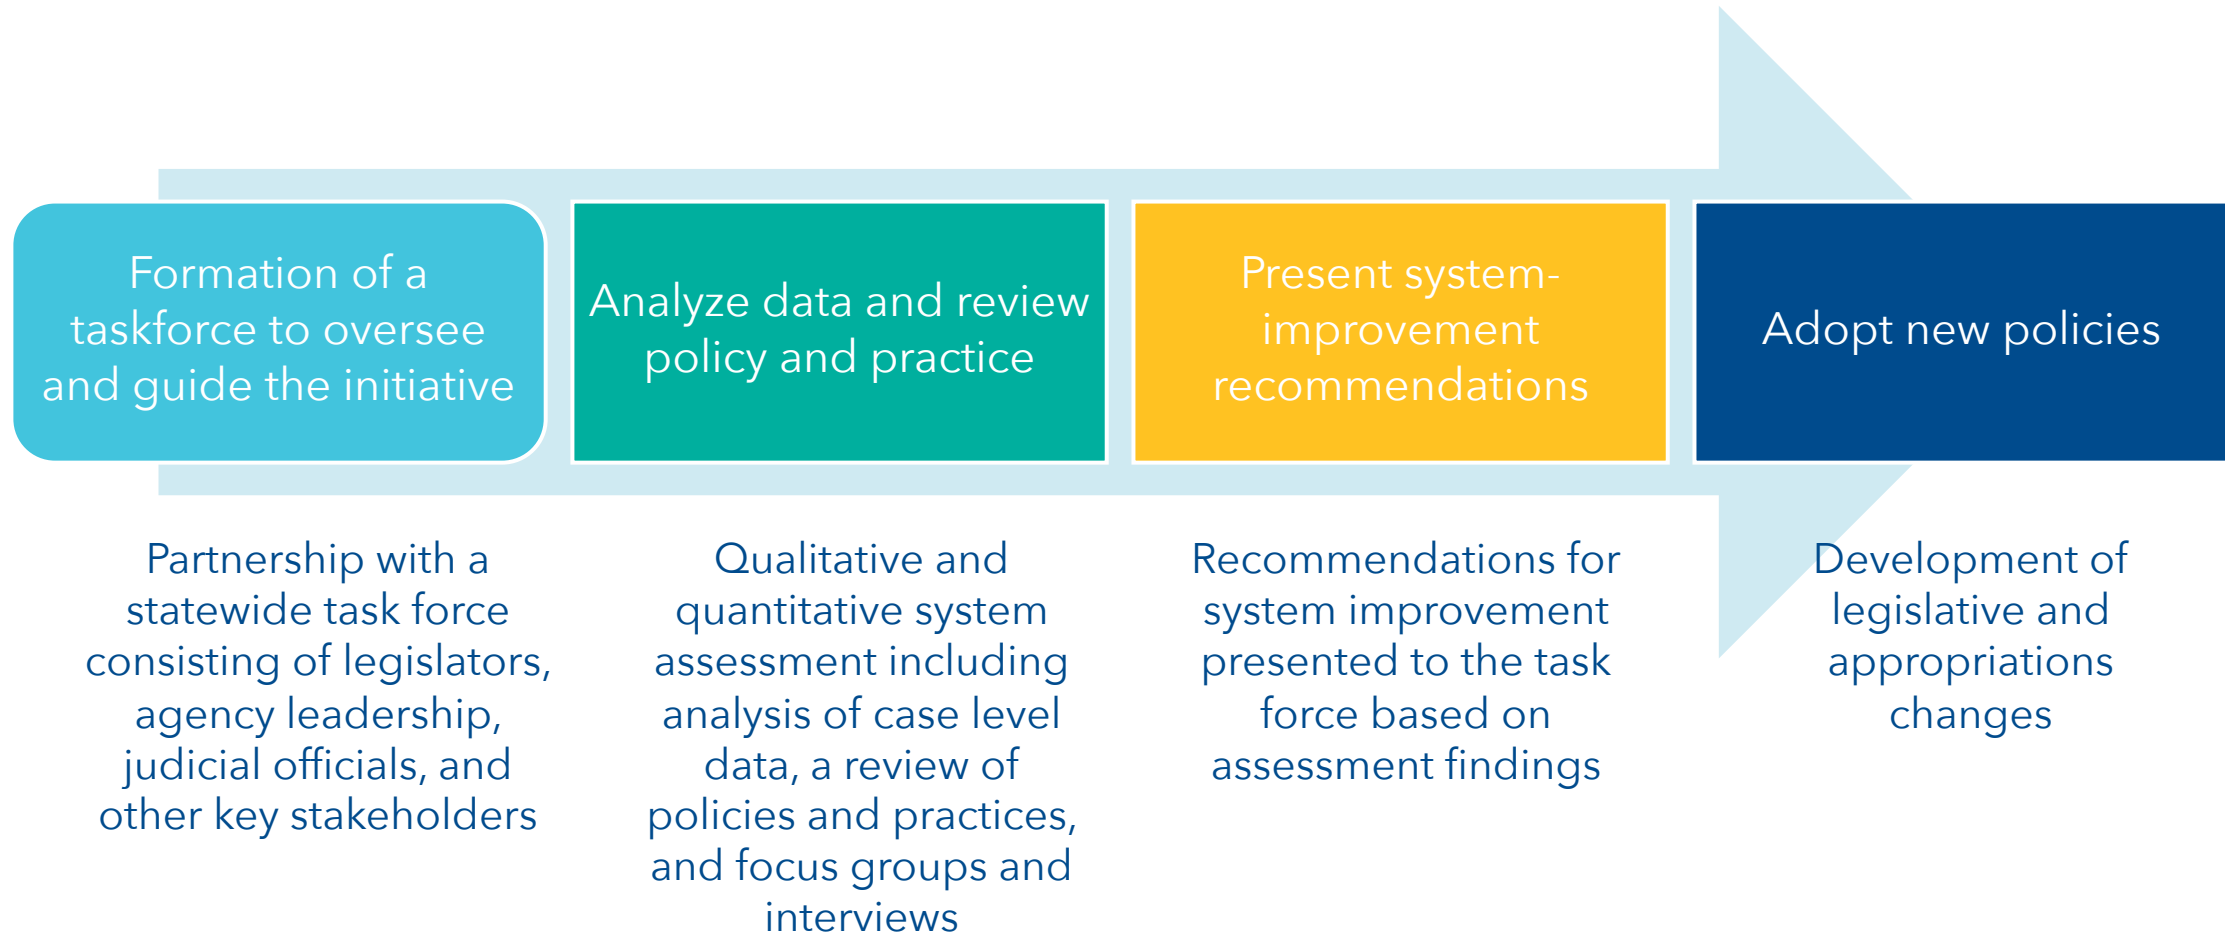 Formation of a
taskforce to oversee
and guide the initiative
Analyze data and review
policy and practice
Present system-
improvement
recommendations
Adopt new policies
Partnership with a
statewide task force
consisting of legislators,
agency leadership,
judicial officials, and
other key stakeholders
Qualitative and
quantitative system
assessment including
analysis of case level
data, a review of
policies and practices,
and focus groups and
interviews
Recommendations for
system improvement
presented to the task
force based on
assessment findings
Development of
legislative and
appropriations
changes